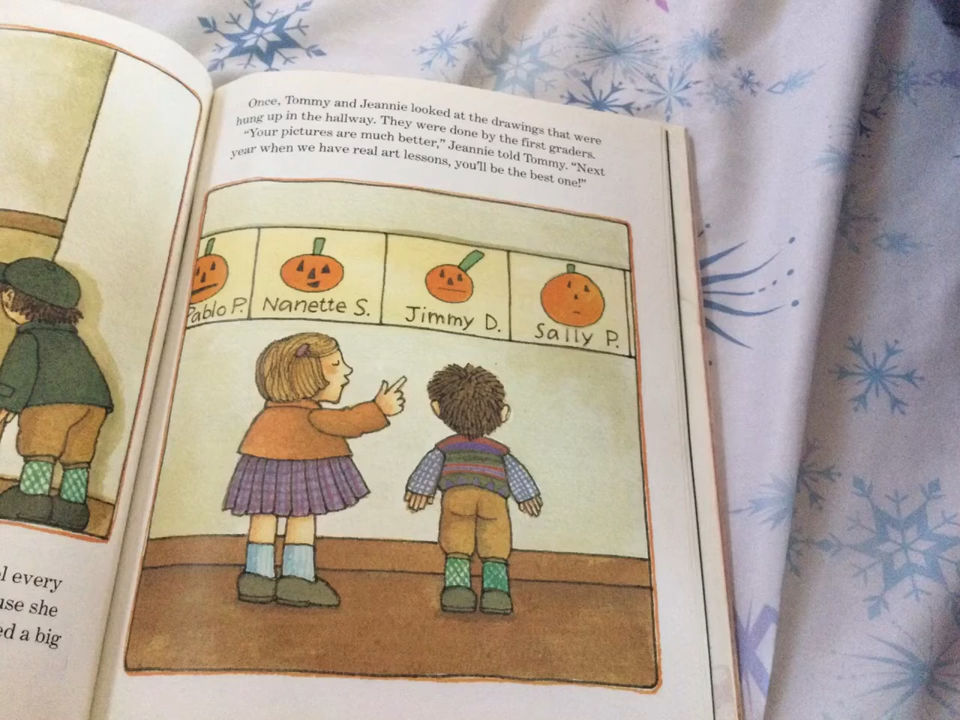 l every
use she
ed a big
Once, Tommy and Jeannie looked at the drawings that were
hung up in the hallway. They were done by the first graders.
"Your pictures are much better," Jeannie told Tommy. "Next
year when we have real art lessons, you'll be the best one!"
Pablo P. Nanette S. Jimmy D. Sally P.